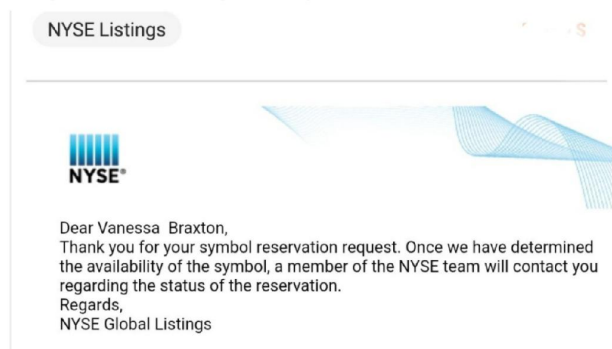 NYSE Listings
NYSE®
Dear Vanessa Braxton,
Thank you for your symbol reservation request. Once we have determined
the availability of the symbol, a member of the NYSE team will contact you
regarding the status of the reservation.
Regards,
NYSE Global Listings